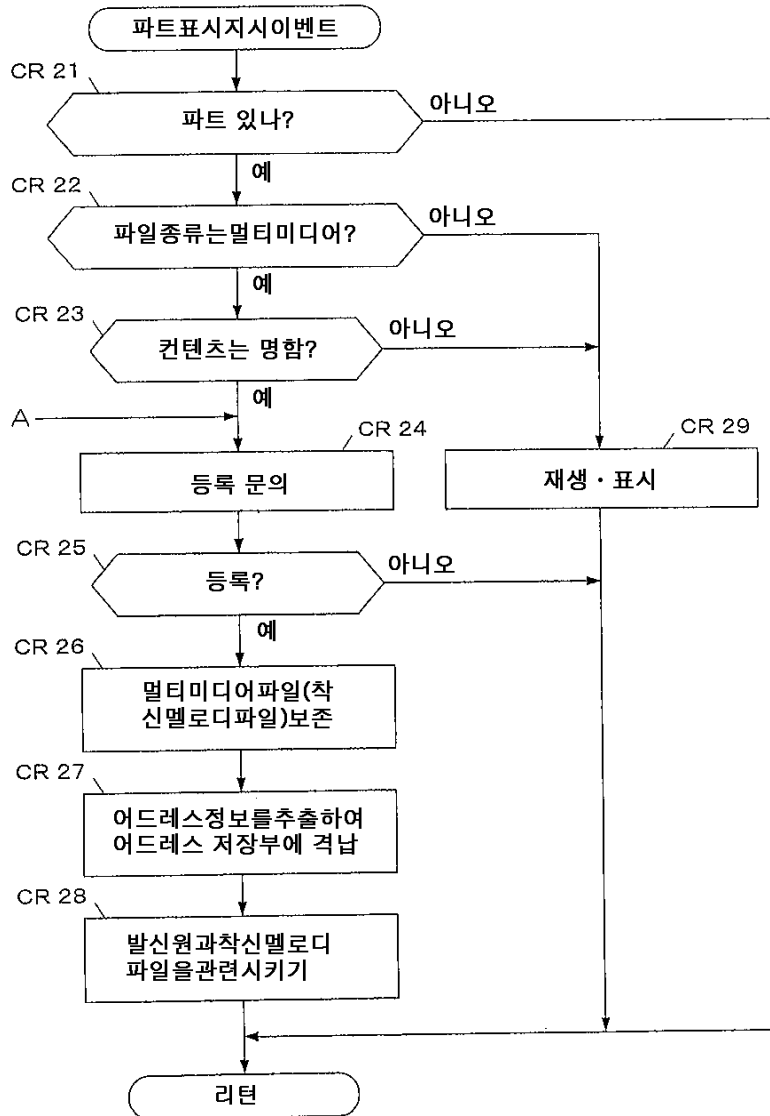 파트표시지시이벤트
CR 21
파트 있나?
아니오
예
CR 22
파일종류는멀티미디어?
아니오
예
CR 23
컨텐츠는 명함?
아니오
예
A
CR 24
등록 문의
CR 29
재생・표시
CR 25
등록?
아니오
예
CR 26
멀티미디어파일(착
신멜로디파일)보존
CR 27
어드레스정보를추출하여
어드레스 저장부에 격납
CR 28
발신원과착신멜로디
파일을관련시키기
리턴